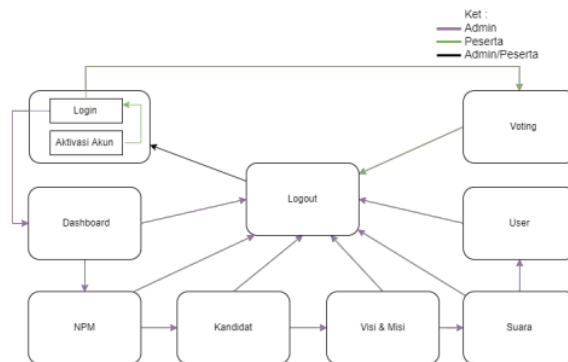 Ket :
Admin
Peserta
Admin/Peserta
Login
Aktivasi Akun
Voting
Logout
Dashboard
User
NPM
Kandidat
Visi & Misi
Suara